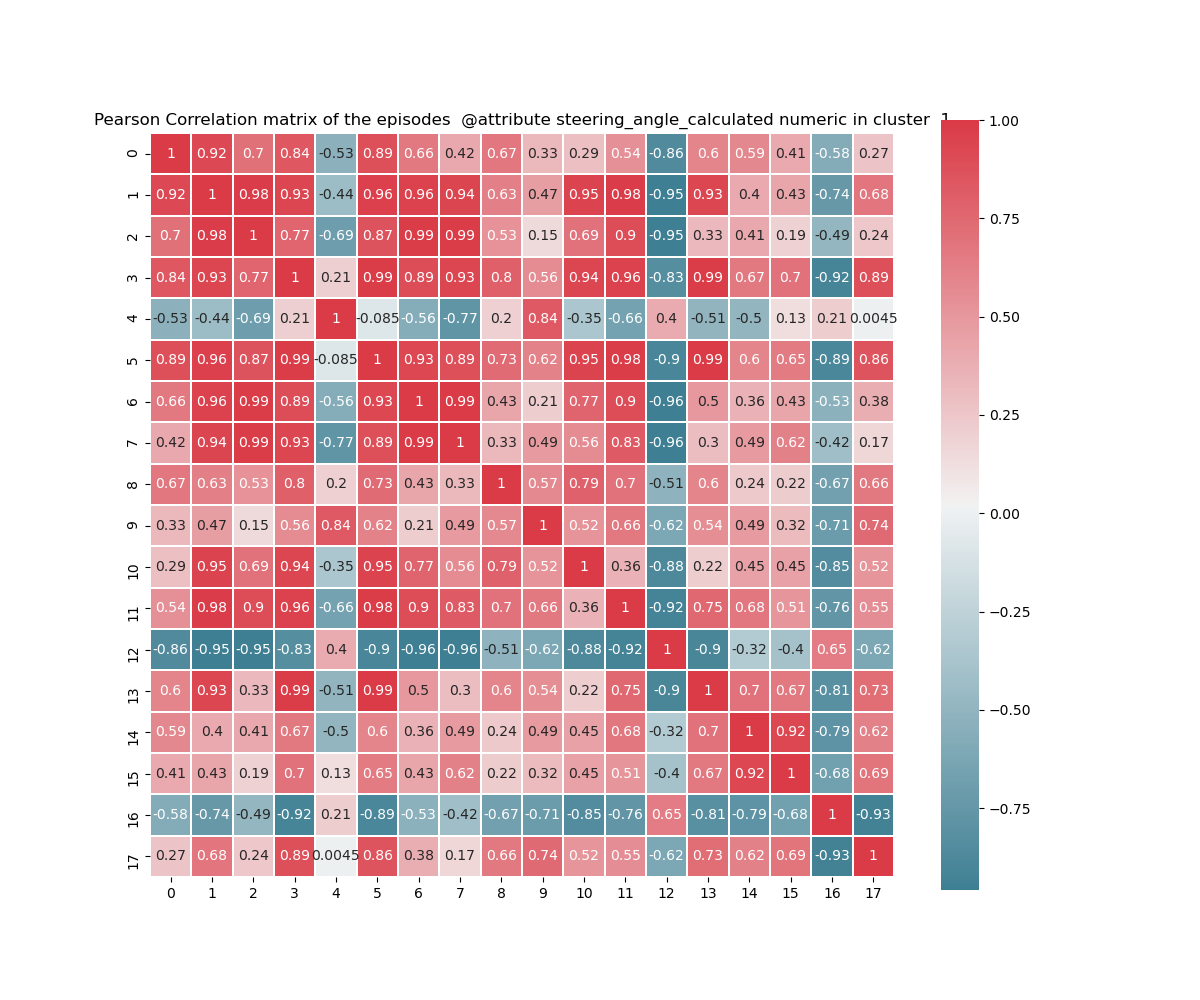 Pearson Correlation matrix of the episodes  @attribute steering_angle_calculated numeric in cluster  1
0 1 0.92 0.7 0.84 -0.53 0.89 0.66 0.42 0.67 0.33 0.29 0.54 -0.86 0.6 0.59 0.41 -0.58 0.27
1 0.92 1 0.98 0.93 -0.44 0.96 0.96 0.94 0.63 0.47 0.95 0.98 -0.95 0.93 0.4 0.43 -0.74 0.68
2 0.7 0.98 1 0.77 -0.69 0.87 0.99 0.99 0.53 0.15 0.69 0.9 -0.95 0.33 0.41 0.19 -0.49 0.24
3 0.84 0.93 0.77 1 0.21 0.99 0.89 0.93 0.8 0.56 0.94 0.96 -0.83 0.99 0.67 0.7 -0.92 0.89
4 -0.53 -0.44 -0.69 0.21 1 -0.085 -0.56 -0.77 0.2 0.84 -0.35 -0.66 0.4 -0.51 -0.5 0.13 0.21 0.0045
5 0.89 0.96 0.87 0.99 -0.085 1 0.93 0.89 0.73 0.62 0.95 0.98 -0.9 0.99 0.6 0.65 -0.89 0.86
6 0.66 0.96 0.99 0.89 -0.56 0.93 1 0.99 0.43 0.21 0.77 0.9 -0.96 0.5 0.36 0.43 -0.53 0.38
7 0.42 0.94 0.99 0.93 -0.77 0.89 0.99 1 0.33 0.49 0.56 0.83 -0.96 0.3 0.49 0.62 -0.42 0.17
8 0.67 0.63 0.53 0.8 0.2 0.73 0.43 0.33 1 0.57 0.79 0.7 -0.51 0.6 0.24 0.22 -0.67 0.66
9 0.33 0.47 0.15 0.56 0.84 0.62 0.21 0.49 0.57 1 0.52 0.66 -0.62 0.54 0.49 0.32 -0.71 0.74
10 0.29 0.95 0.69 0.94 -0.35 0.95 0.77 0.56 0.79 0.52 1 0.36 -0.88 0.22 0.45 0.45 -0.85 0.52
11 0.54 0.98 0.9 0.96 -0.66 0.98 0.9 0.83 0.7 0.66 0.36 1 -0.92 0.75 0.68 0.51 -0.76 0.55
12 -0.86 -0.95 -0.95 -0.83 0.4 -0.9 -0.96 -0.96 -0.51 -0.62 -0.88 -0.92 1 -0.9 -0.32 -0.4 0.65 -0.62
13 0.6 0.93 0.33 0.99 -0.51 0.99 0.5 0.3 0.6 0.54 0.22 0.75 -0.9 1 0.7 0.67 -0.81 0.73
14 0.59 0.4 0.41 0.67 -0.5 0.6 0.36 0.49 0.24 0.49 0.45 0.68 -0.32 0.7 1 0.92 -0.79 0.62
15 0.41 0.43 0.19 0.7 0.13 0.65 0.43 0.62 0.22 0.32 0.45 0.51 -0.4 0.67 0.92 1 -0.68 0.69
16 -0.58 -0.74 -0.49 -0.92 0.21 -0.89 -0.53 -0.42 -0.67 -0.71 -0.85 -0.76 0.65 -0.81 -0.79 -0.68 1 -0.93
17 0.27 0.68 0.24 0.89 0.0045 0.86 0.38 0.17 0.66 0.74 0.52 0.55 -0.62 0.73 0.62 0.69 -0.93 1
0 1 2 3 4 5 6 7 8 9 10 11 12 13 14 15 16 17
1.00
0.75
0.50
0.25
0.00
−0.25
−0.50
−0.75